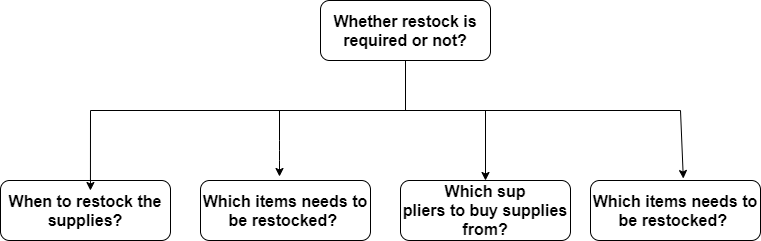 Whether restock is
required or not?
When to restock the
supplies?
Which items needs to
be restocked?
Which sup
pliers to buy supplies
from?
Which items needs to
be restocked?